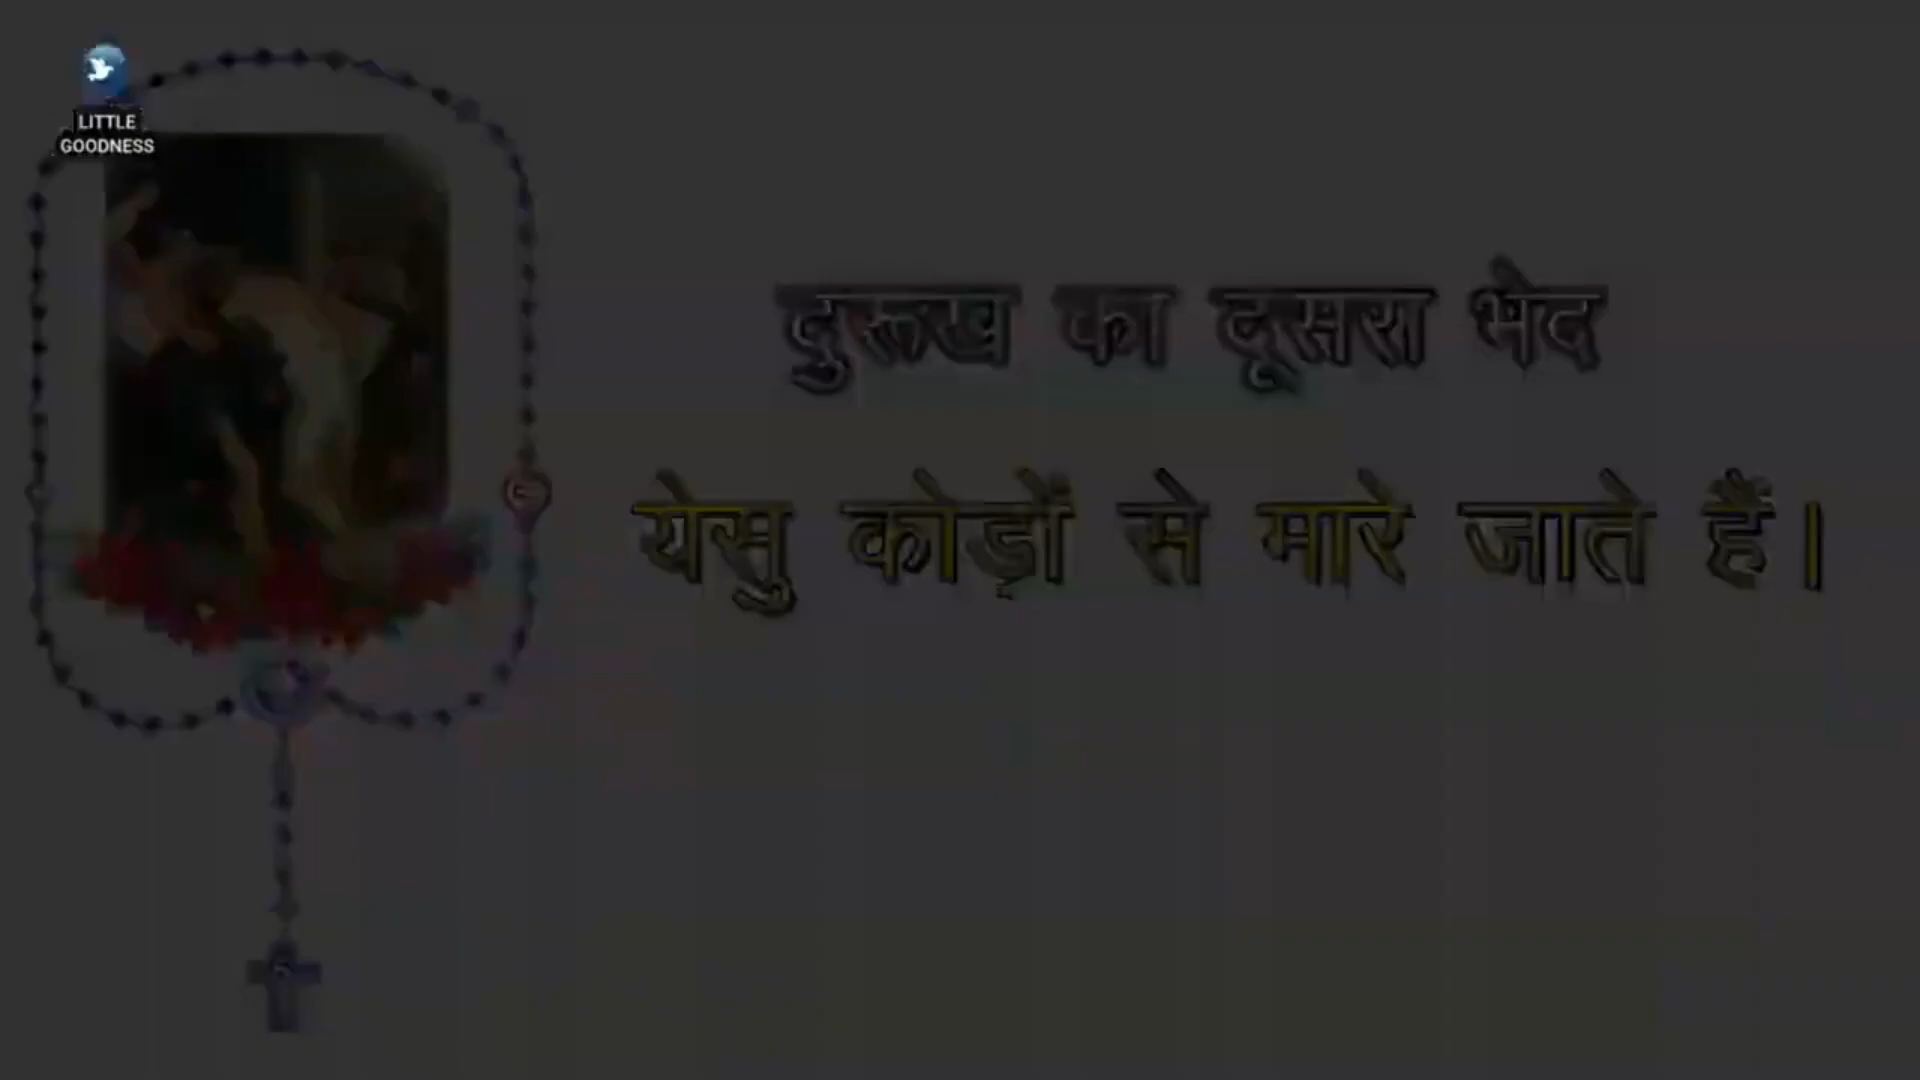 LITTLE
GOODNESS
दुरूख का दूसरा भेद
येसु कोड़ों से मारे जाते हैं।